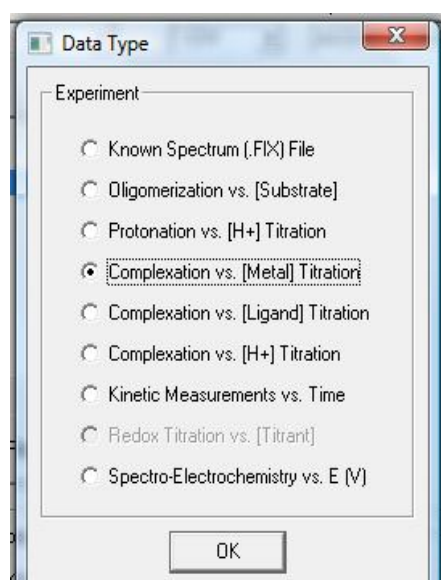 Data Type
Experiment
Known Spectrum (.FIX) File
Oligomerization vs. [Substrate]
Protonation vs. [H+] Titration
Complexation vs. [Metal] Titration
Complexation vs. [Ligand] Titration
Complexation vs. [H+] Titration
Kinetic Measurements vs. Time
Redox Titration vs. [Titrant]
Spectro-Electrochemistry vs. E (V)
OK